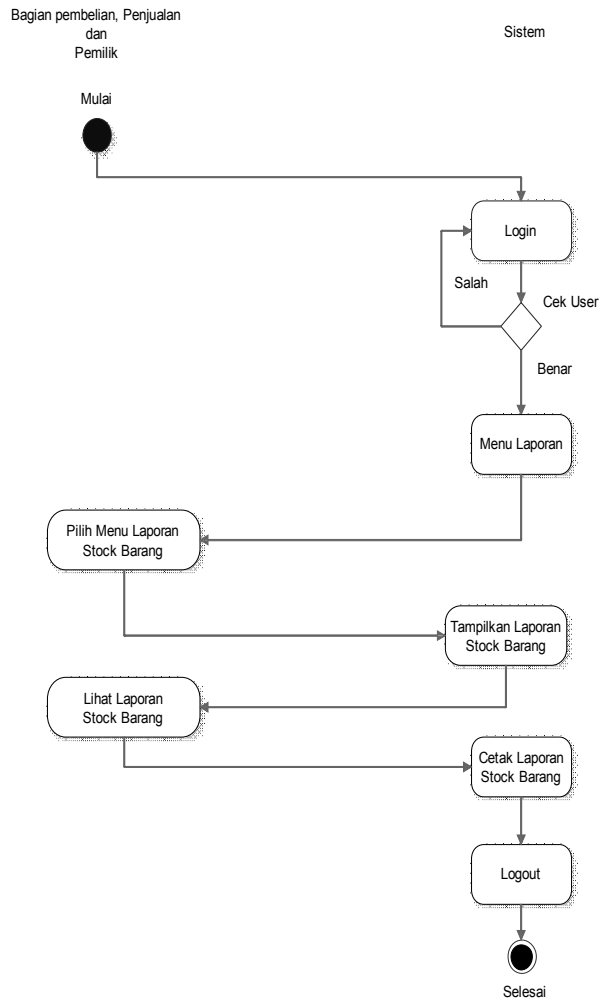 Bagian pembelian, Penjualan
dan
Pemilik
Sistem
Mulai
Login
Salah
Cek User
Benar
Menu Laporan
Pilih Menu Laporan
Stock Barang
Tampilkan Laporan
Stock Barang
Lihat Laporan
Stock Barang
Cetak Laporan
Stock Barang
Logout
Selesai